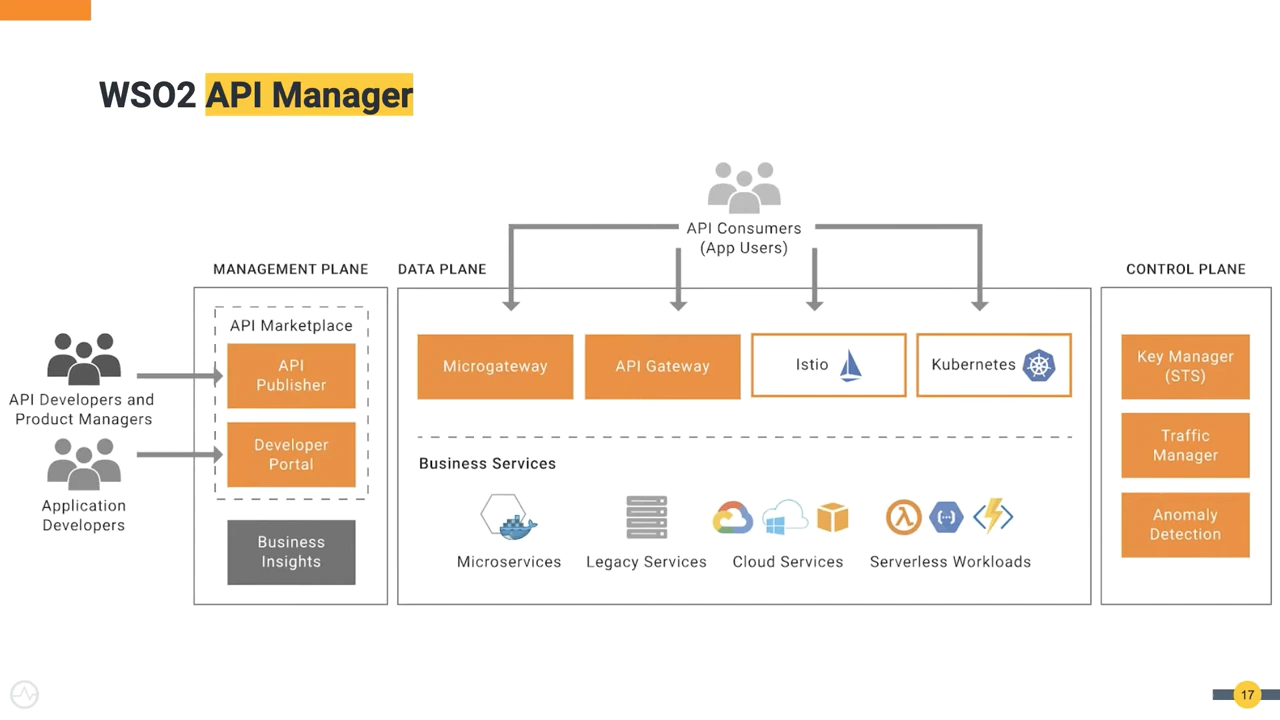 WSO2 API Manager
API Consumers
(App Users)
MANAGEMENT PLANE
DATA PLANE
CONTROL PLANE
API Marketplace
API
Publisher
Developer
Portal
Business
Insights
API Developers and
Product Managers
Application
Developers
Microgateway
API Gateway
Istio
Kubernetes
Business Services
Microservices
Legacy Services
Cloud Services
Serverless Workloads
Key Manager
(STS)
Traffic
Manager
Anomaly
Detection
17